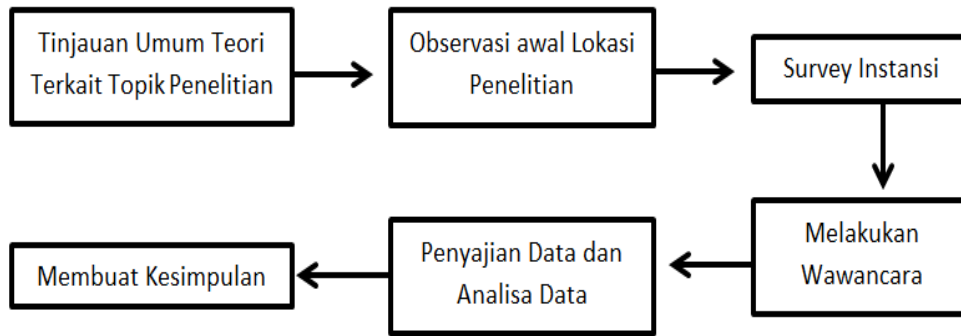 Tinjauan Umum Teori
Terkait Topik Penelitian
Observasi awal Lokasi
Penelitian
Survey Instansi
Melakukan
Wawancara
Penyajian Data dan
Analisa Data
Membuat Kesimpulan